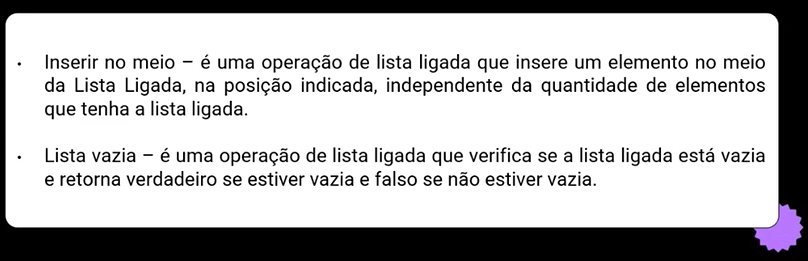 • Inserir no meio – é uma operação de lista ligada que insere um elemento no meio
da Lista Ligada, na posição indicada, independente da quantidade de elementos
que tenha a lista ligada.
• Lista vazia – é uma operação de lista ligada que verifica se a lista ligada está vazia
e retorna verdadeiro se estiver vazia e falso se não estiver vazia.